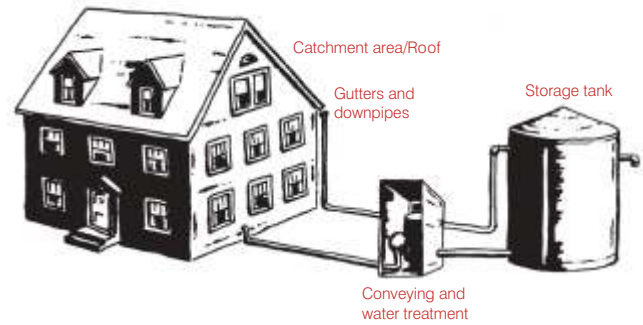 Catchment area/Roof
Gutters and
downpipes
Storage tank
Conveying and
water treatment